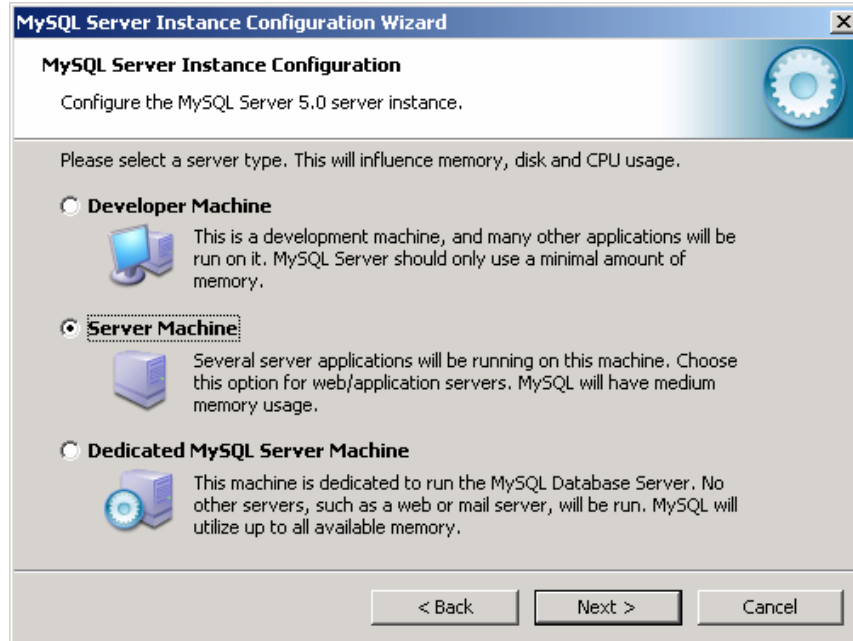 MySQL Server Instance Configuration Wizard
MySQL Server Instance Configuration
Configure the MySQL Server 5.0 server instance.
Please select a server type. This will influence memory, disk and CPU usage.
Developer Machine
This is a development machine, and many other applications will be
run on it. MySQL Server should only use a minimal amount of
memory.
Server Machine
Several server applications will be running on this machine. Choose
this option for web/application servers. MySQL will have medium
memory usage.
Dedicated MySQL Server Machine
This machine is dedicated to run the MySQL Database Server. No
other servers, such as a web or mail server, will be run. MySQL will
utilize up to all available memory.
< Back
Next >
Cancel